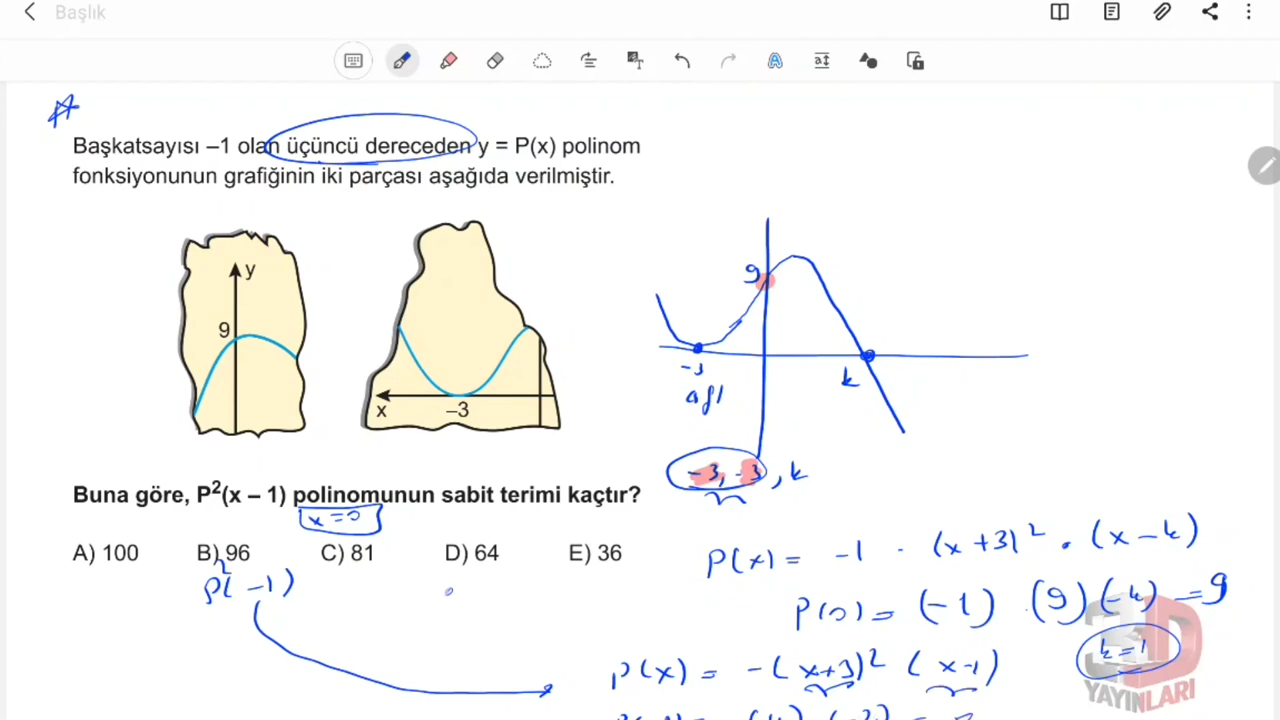 Başlık
Başkatsayısı –1 olan üçüncü dereceden y = P(x) polinom
fonksiyonunun grafiğinin iki parçası aşağıda verilmiştir.
y
9
x
–3
9
-3
k
-3, -3, k
Buna göre, P²(x – 1) polinomunun sabit terimi kaçtır?
x = 0
A) 100 B) 96 C) 81 D) 64 E) 36
P²(-1)
P(x) = -1 · (x+3)² · (x-k)
P(0) = (-1) · (9)(-k) = 9
k = 1
P(x) = -(x+3)² (x-1)
3D
YAYINLARI